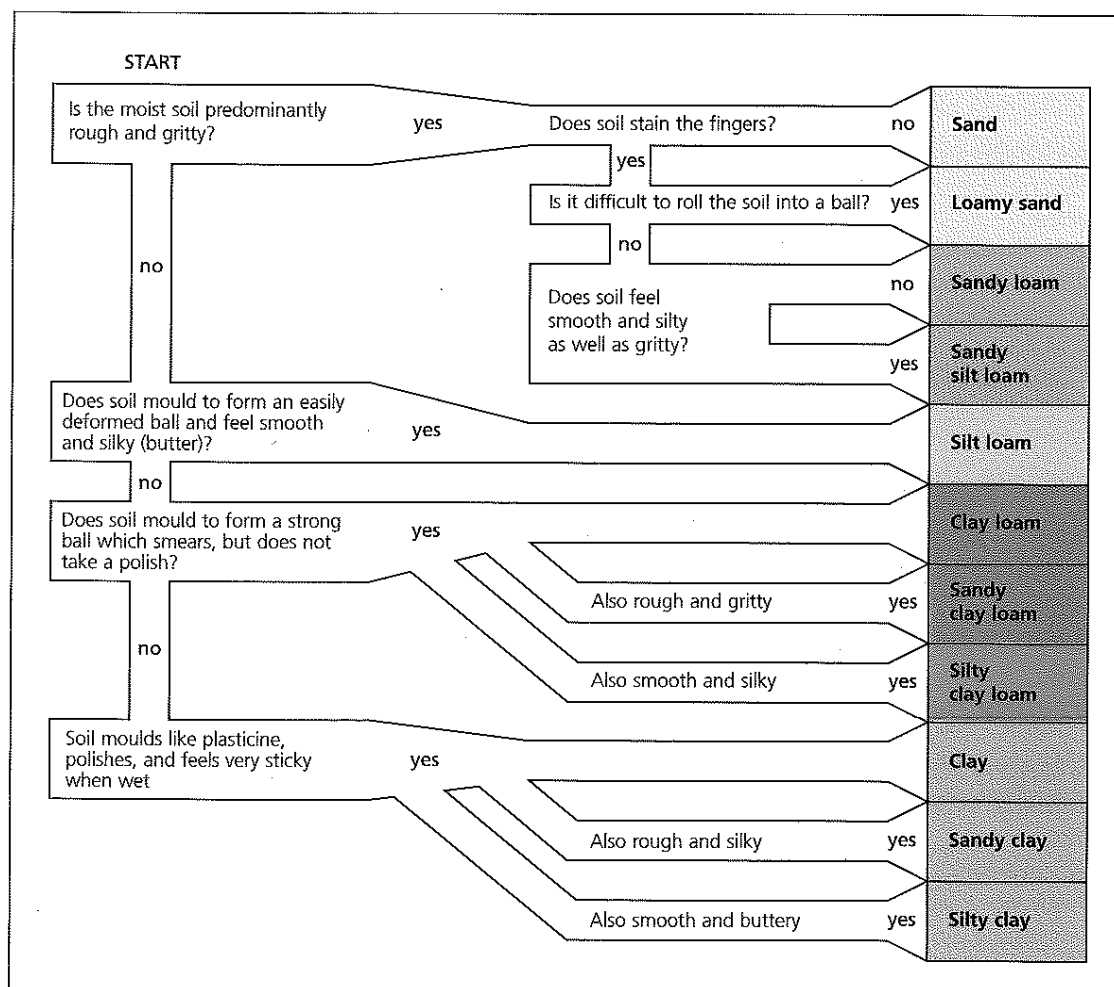 START
Is the moist soil predominantly
rough and gritty?
yes
Does soil stain the fingers?
no
Sand
yes
Is it difficult to roll the soil into a ball?
yes
Loamy sand
no
no
Does soil feel
smooth and silty
as well as gritty?
no
Sandy loam
yes
Sandy
silt loam
Does soil mould to form an easily
deformed ball and feel smooth
and silky (butter)?
yes
Silt loam
no
Does soil mould to form a strong
ball which smears, but does not
take a polish?
yes
Clay loam
Also rough and gritty
yes
Sandy
clay loam
no
Also smooth and silky
yes
Silty
clay loam
Soil moulds like plasticine,
polishes, and feels very sticky
when wet
yes
Clay
Also rough and silky
yes
Sandy clay
Also smooth and buttery
yes
Silty clay